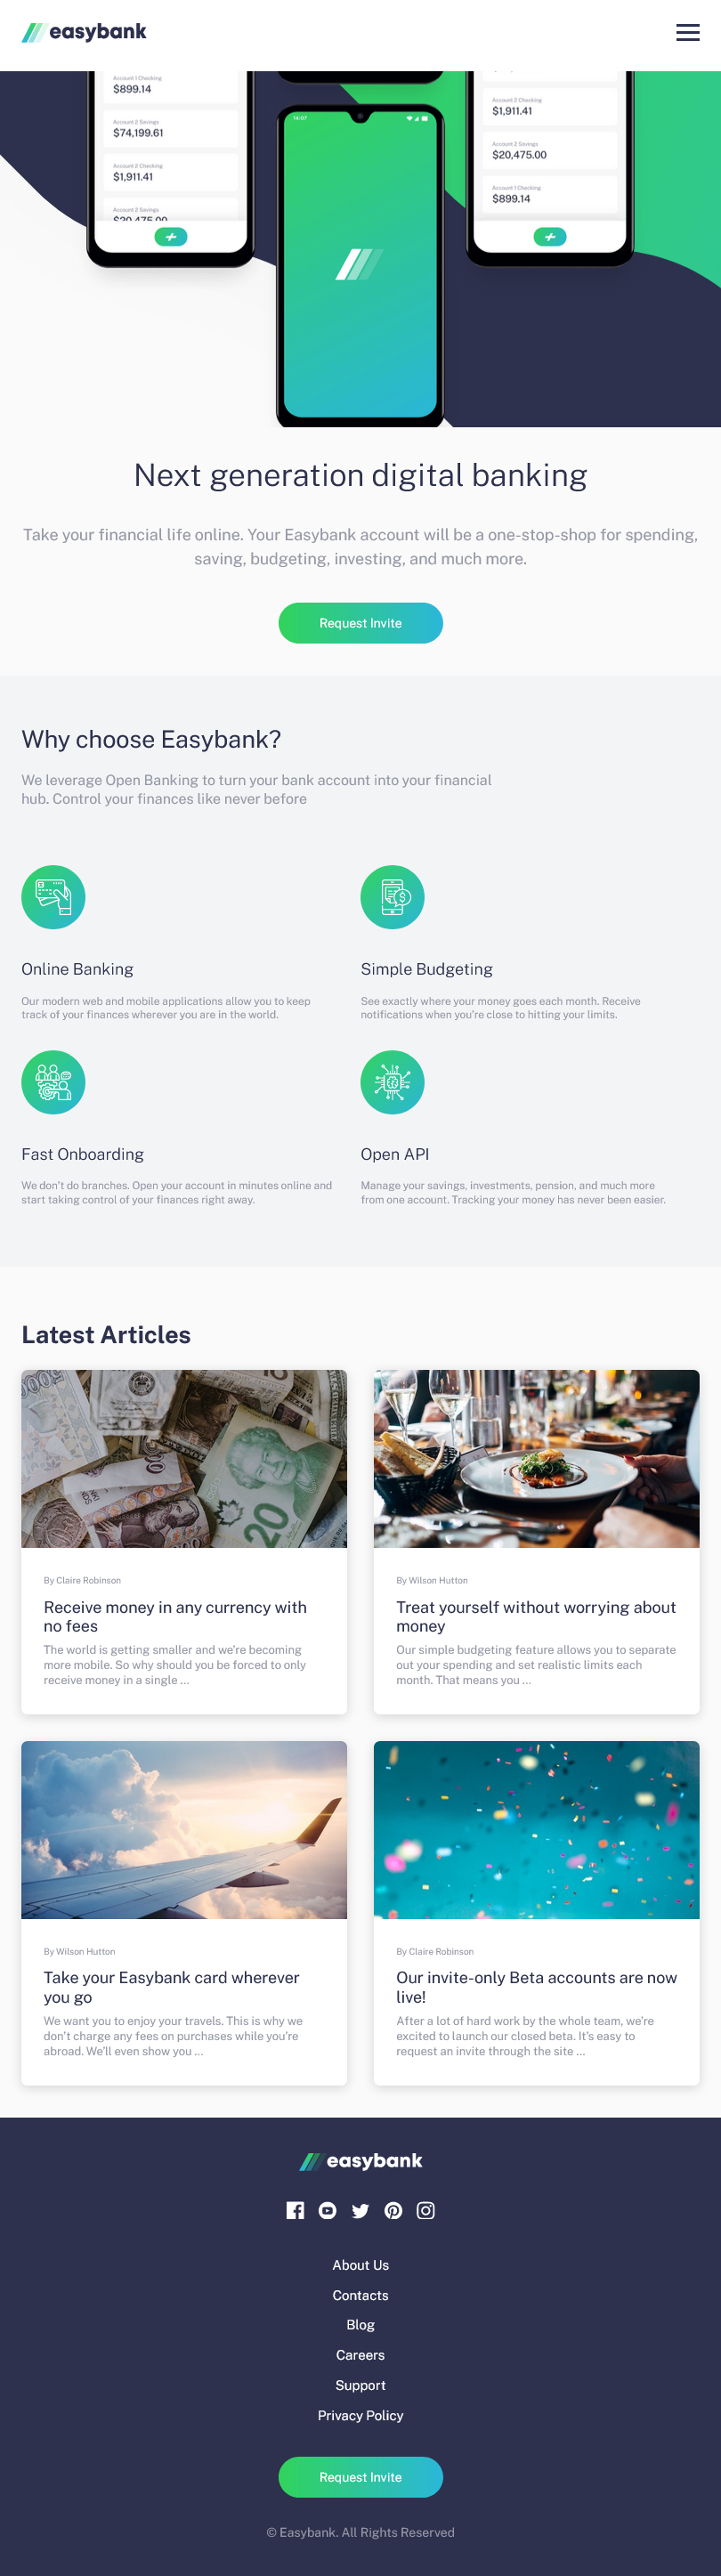 easybank
Account 1 Checking
$899.14
Account 2 Savings
$74,199.61
Account 2 Checking
$1,911.41
Account 2 Savings
$20,475.00
14:07
Account 2 Checking
$1,911.41
Account 2 Savings
$20,475.00
Account 1 Checking
$899.14
Next generation digital banking
Take your financial life online. Your Easybank account will be a one-stop-shop for spending,
saving, budgeting, investing, and much more.
Request Invite
Why choose Easybank?
We leverage Open Banking to turn your bank account into your financial
hub. Control your finances like never before
Online Banking
Our modern web and mobile applications allow you to keep
track of your finances wherever you are in the world.
Simple Budgeting
See exactly where your money goes each month. Receive
notifications when you're close to hitting your limits.
Fast Onboarding
We don't do branches. Open your account in minutes online and
start taking control of your finances right away.
Open API
Manage your savings, investments, pension, and much more
from one account. Tracking your money has never been easier.
Latest Articles
20
By Claire Robinson
Receive money in any currency with
no fees
The world is getting smaller and we're becoming
more mobile. So why should you be forced to only
receive money in a single ...
By Wilson Hutton
Treat yourself without worrying about
money
Our simple budgeting feature allows you to separate
out your spending and set realistic limits each
month. That means you ...
By Wilson Hutton
Take your Easybank card wherever
you go
We want you to enjoy your travels. This is why we
don't charge any fees on purchases while you're
abroad. We'll even show you ...
By Claire Robinson
Our invite-only Beta accounts are now
live!
After a lot of hard work by the whole team, we're
excited to launch our closed beta. It's easy to
request an invite through the site ...
easybank
About Us
Contacts
Blog
Careers
Support
Privacy Policy
Request Invite
© Easybank. All Rights Reserved